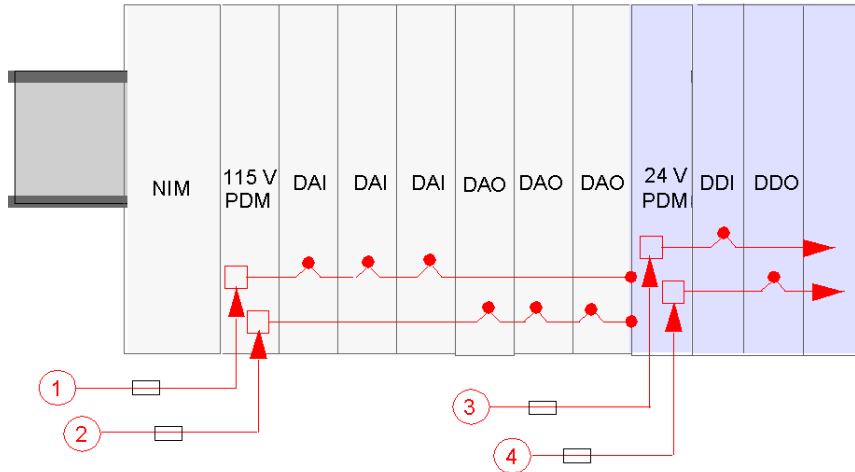 NIM
115 V
PDM
DAI
DAI
DAI
DAO
DAO
DAO
24 V
PDM
DDI
DDO
1
2
3
4